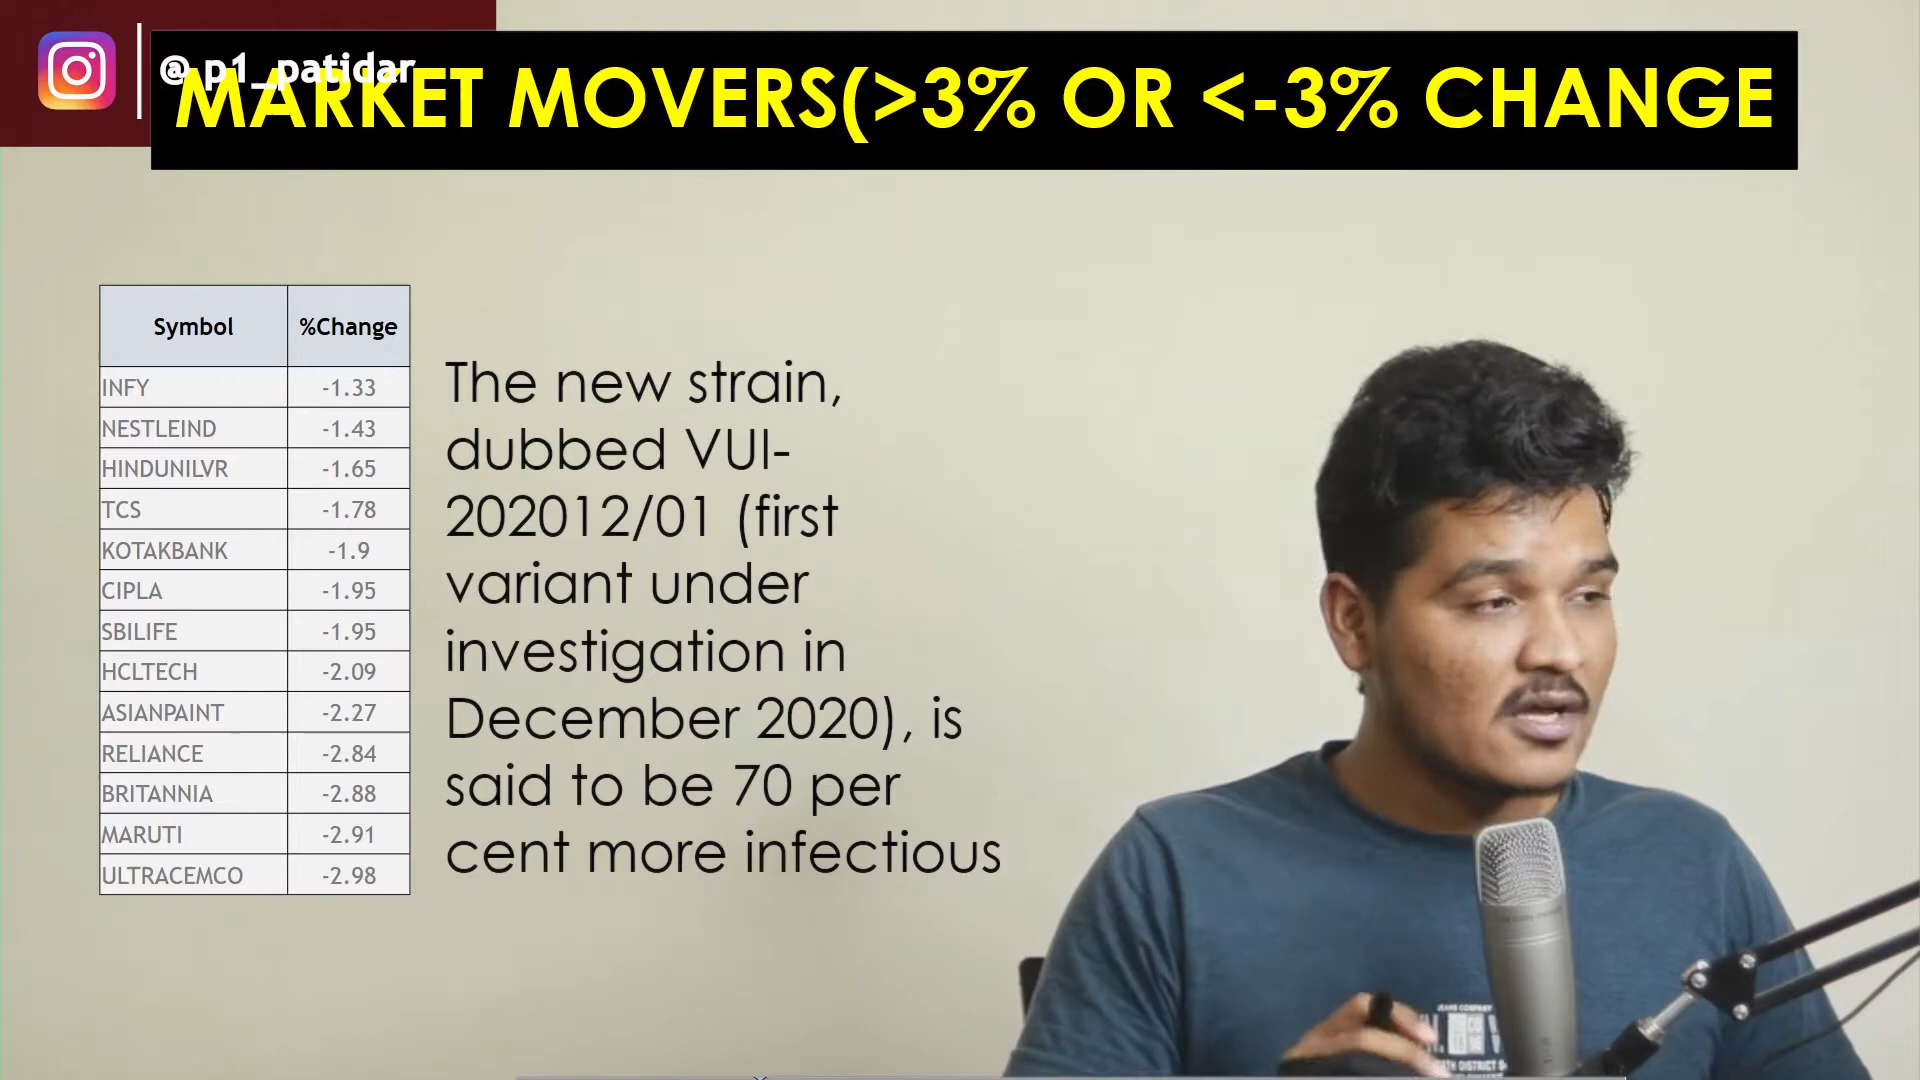 @ p1_patidar
MARKET MOVERS(>3% OR <-3% CHANGE
Symbol %Change
INFY -1.33
NESTLEIND -1.43
HINDUNILVR -1.65
TCS -1.78
KOTAKBANK -1.9
CIPLA -1.95
SBILIFE -1.95
HCLTECH -2.09
ASIANPAINT -2.27
RELIANCE -2.84
BRITANNIA -2.88
MARUTI -2.91
ULTRACEMCO -2.98
The new strain,
dubbed VUI-
202012/01 (first
variant under
investigation in
December 2020), is
said to be 70 per
cent more infectious
JEANS COMPANY